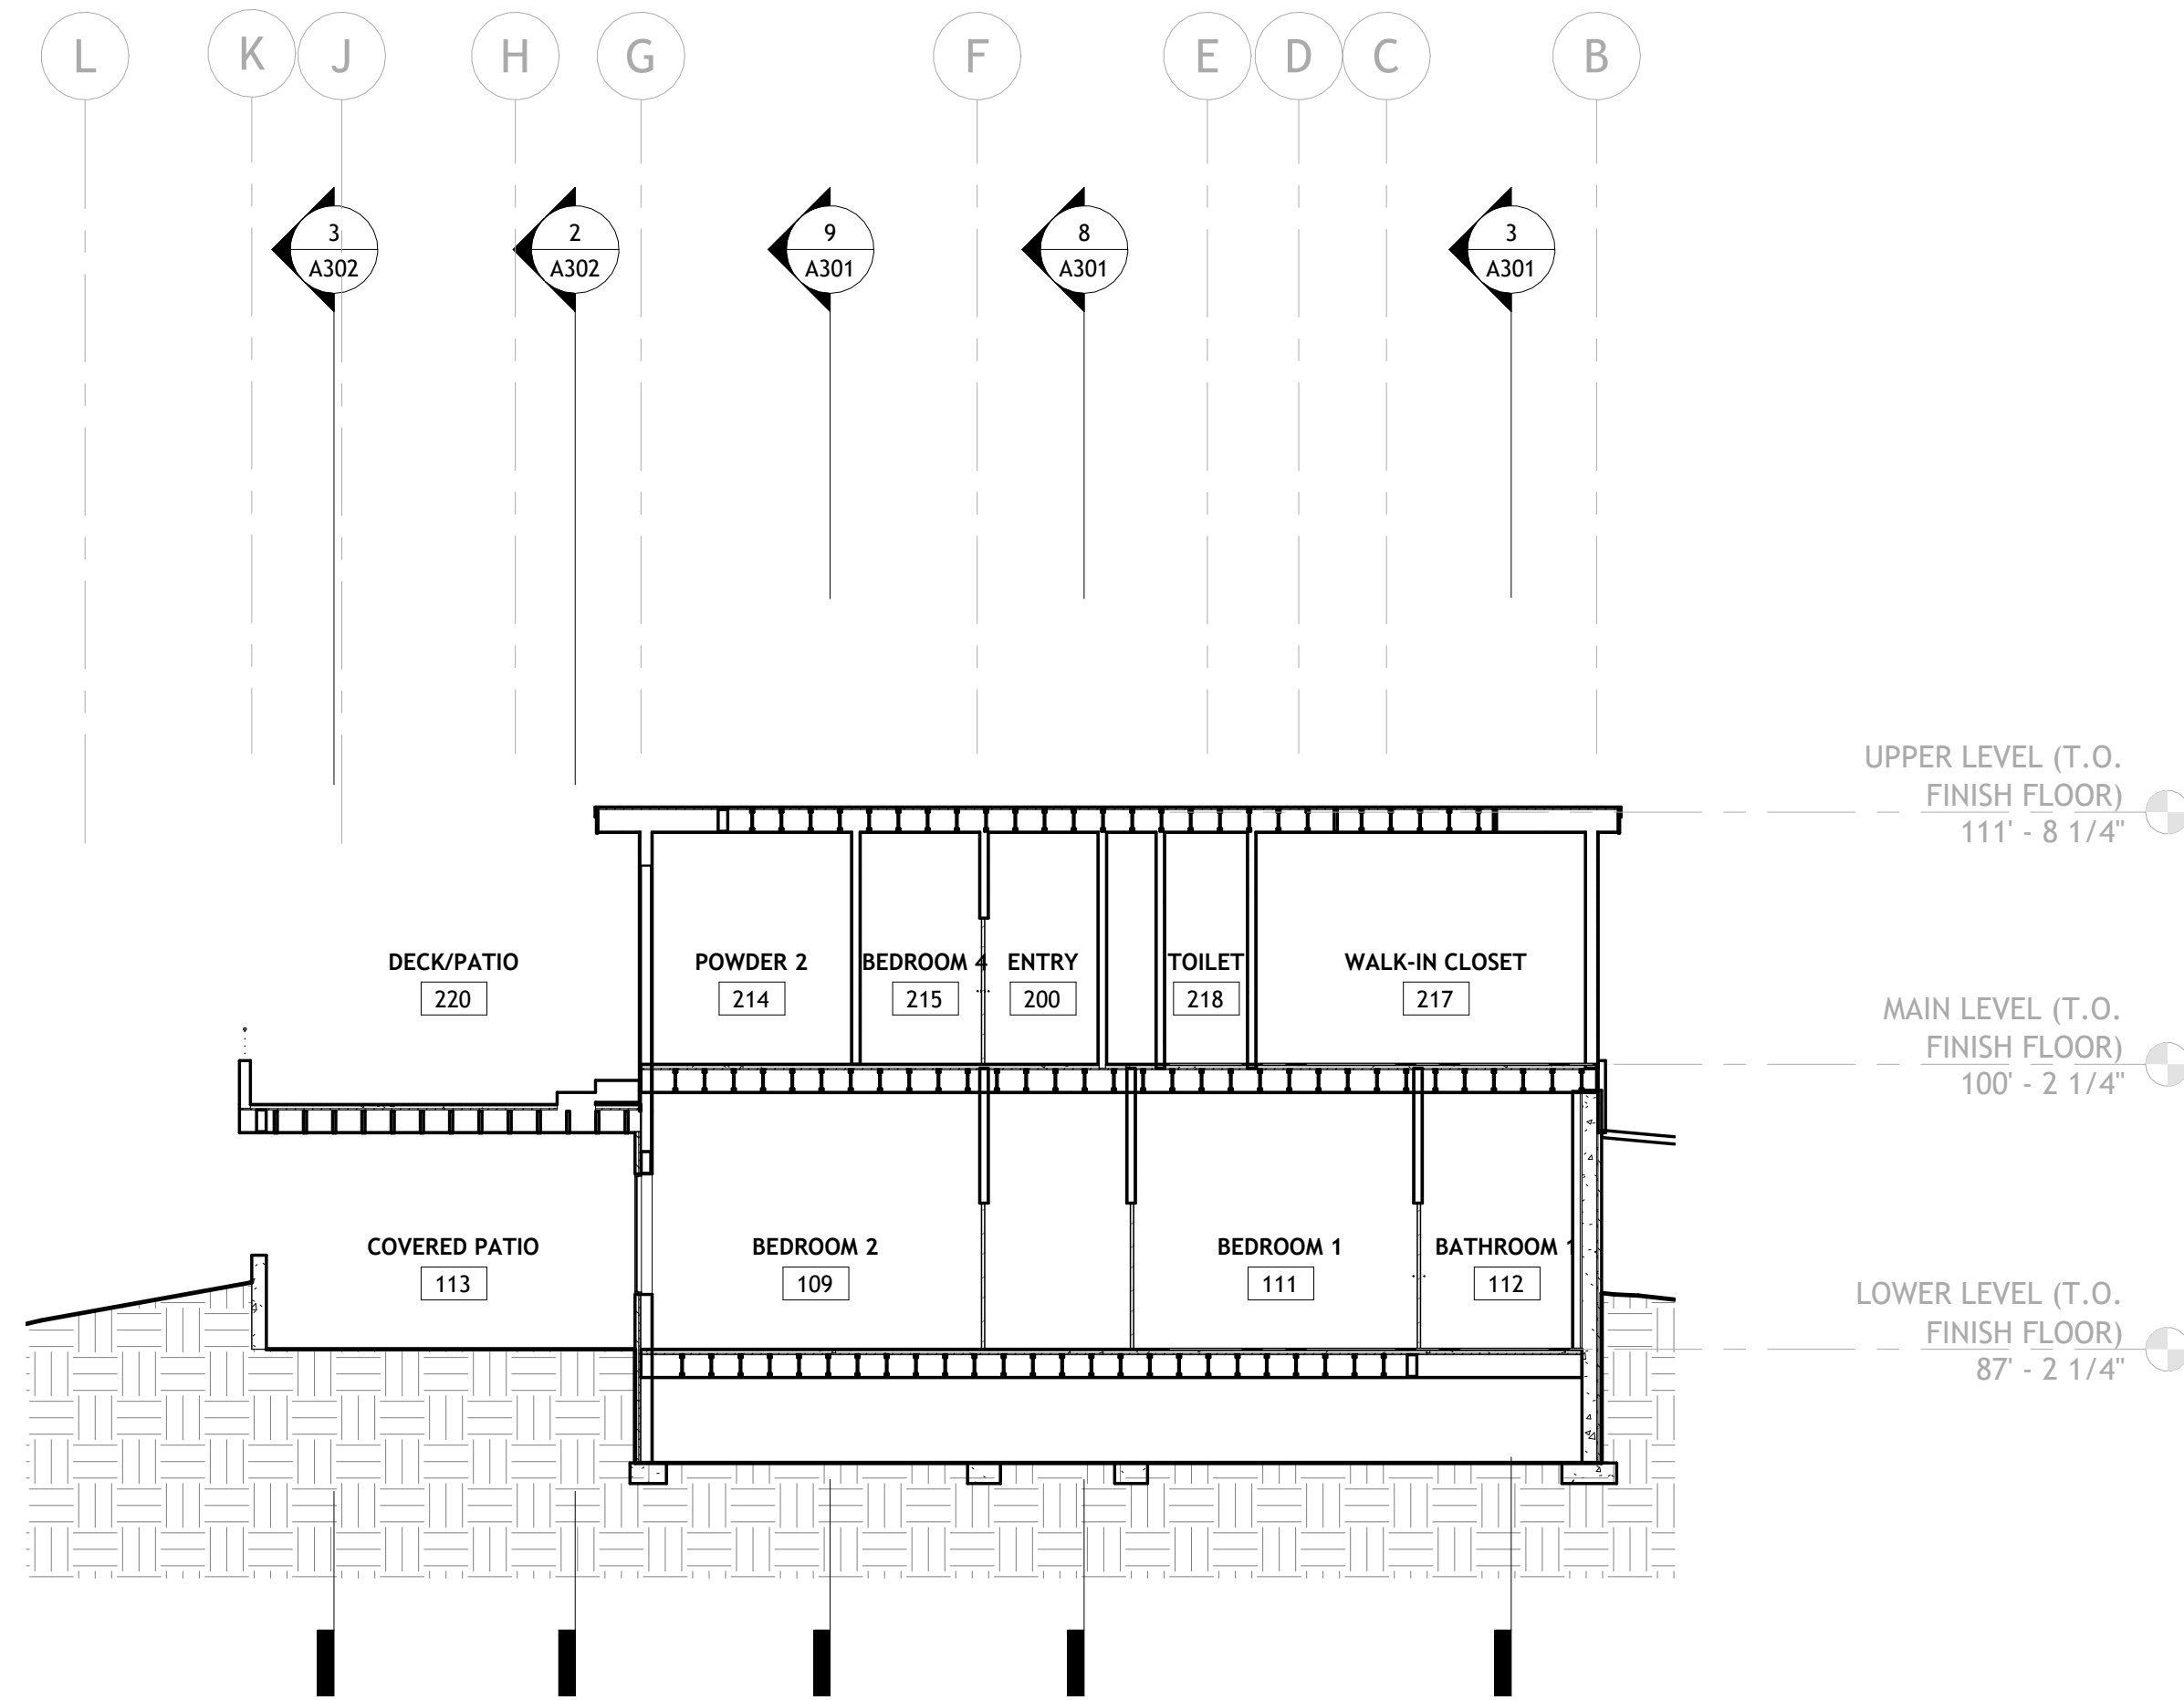 L K J H G F E D C B
3 2 9 8 3
A302 A302 A301 A301 A301
UPPER LEVEL (T.O.
FINISH FLOOR)
111' - 8 1/4"
DECK/PATIO POWDER 2 BEDROOM 4 ENTRY TOILET WALK-IN CLOSET
220 214 215 200 218 217
MAIN LEVEL (T.O.
FINISH FLOOR)
100' - 2 1/4"
COVERED PATIO BEDROOM 2 BEDROOM 1 BATHROOM 1
113 109 111 112
LOWER LEVEL (T.O.
FINISH FLOOR)
87' - 2 1/4"